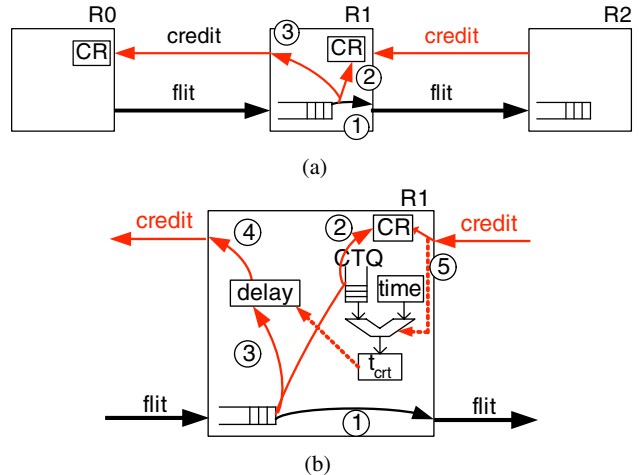 R0 R1 R2
CR credit ③ CR credit
②
flit flit
①
(a)
R1
credit ④ ② CR credit
CTQ ⑤
delay time
③ t_crt
flit ① flit
(b)